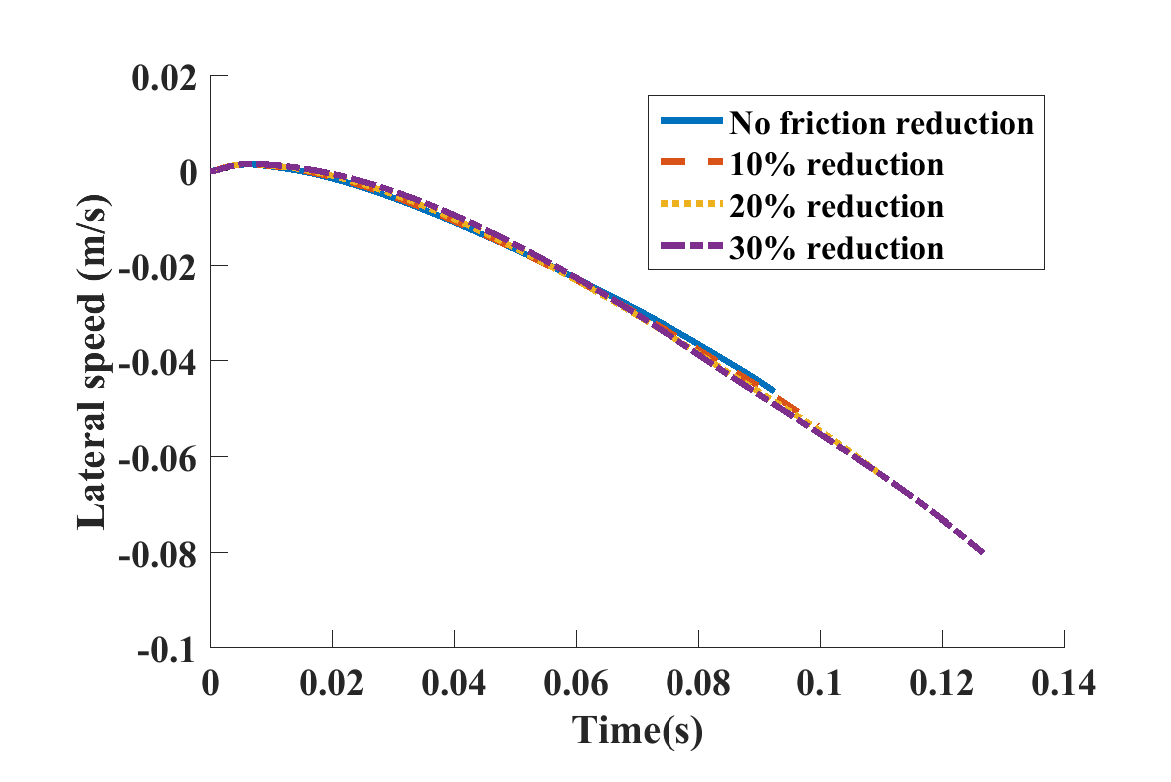 0.02
0
-0.02
-0.04
-0.06
-0.08
-0.1
Lateral speed (m/s)
No friction reduction
10% reduction
20% reduction
30% reduction
0 0.02 0.04 0.06 0.08 0.1 0.12 0.14
Time(s)